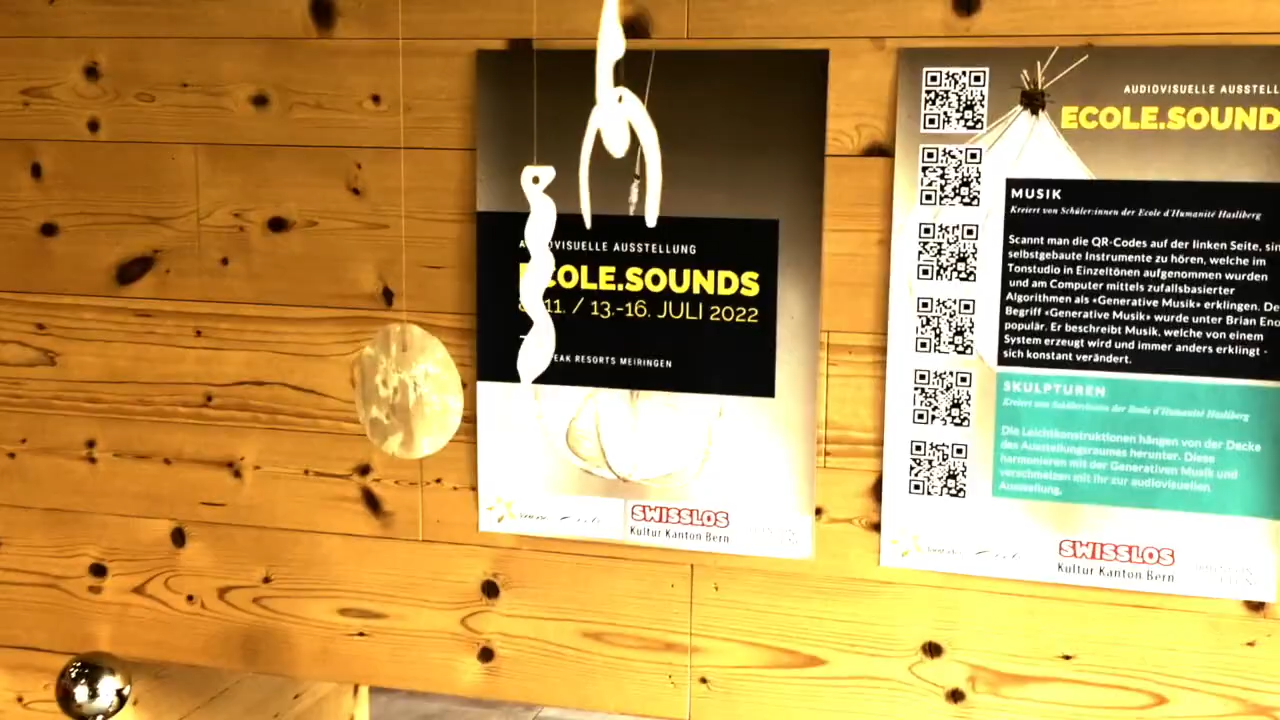 AUDIOVISUELLE AUSSTELLUNG
ECOLE.SOUNDS
11. / 13.-16. JULI 2022
PEAK RESORTS MEIRINGEN
SWISSLOS
Kultur Kanton Bern
AUDIOVISUELLE AUSSTELL
ECOLE.SOUND
MUSIK
Kreiert von Schüler:innen der Ecole d'Humanité Hasliberg
Scannt man die QR-Codes auf der linken Seite, sin
selbstgebaute Instrumente zu hören, welche im
Tonstudio in Einzeltönen aufgenommen wurden
und am Computer mittels zufallsbasierter
Algorithmen als «Generative Musik» erklingen. De
Begriff «Generative Musik» wurde unter Brian Eno
populär. Er beschreibt Musik, welche von einem
System erzeugt wird und immer anders erklingt -
sich konstant verändert.
SKULPTUREN
Kreiert von Schüler:innen der Ecole d'Humanité Hasliberg
Die Leichtkonstruktionen hängen von der Decke
des Ausstellungsraumes herunter. Diese
harmonieren mit der Generativen Musik und
verschmelzen mit ihr zur audiovisuellen
Ausstellung.
SWISSLOS
Kultur Kanton Bern